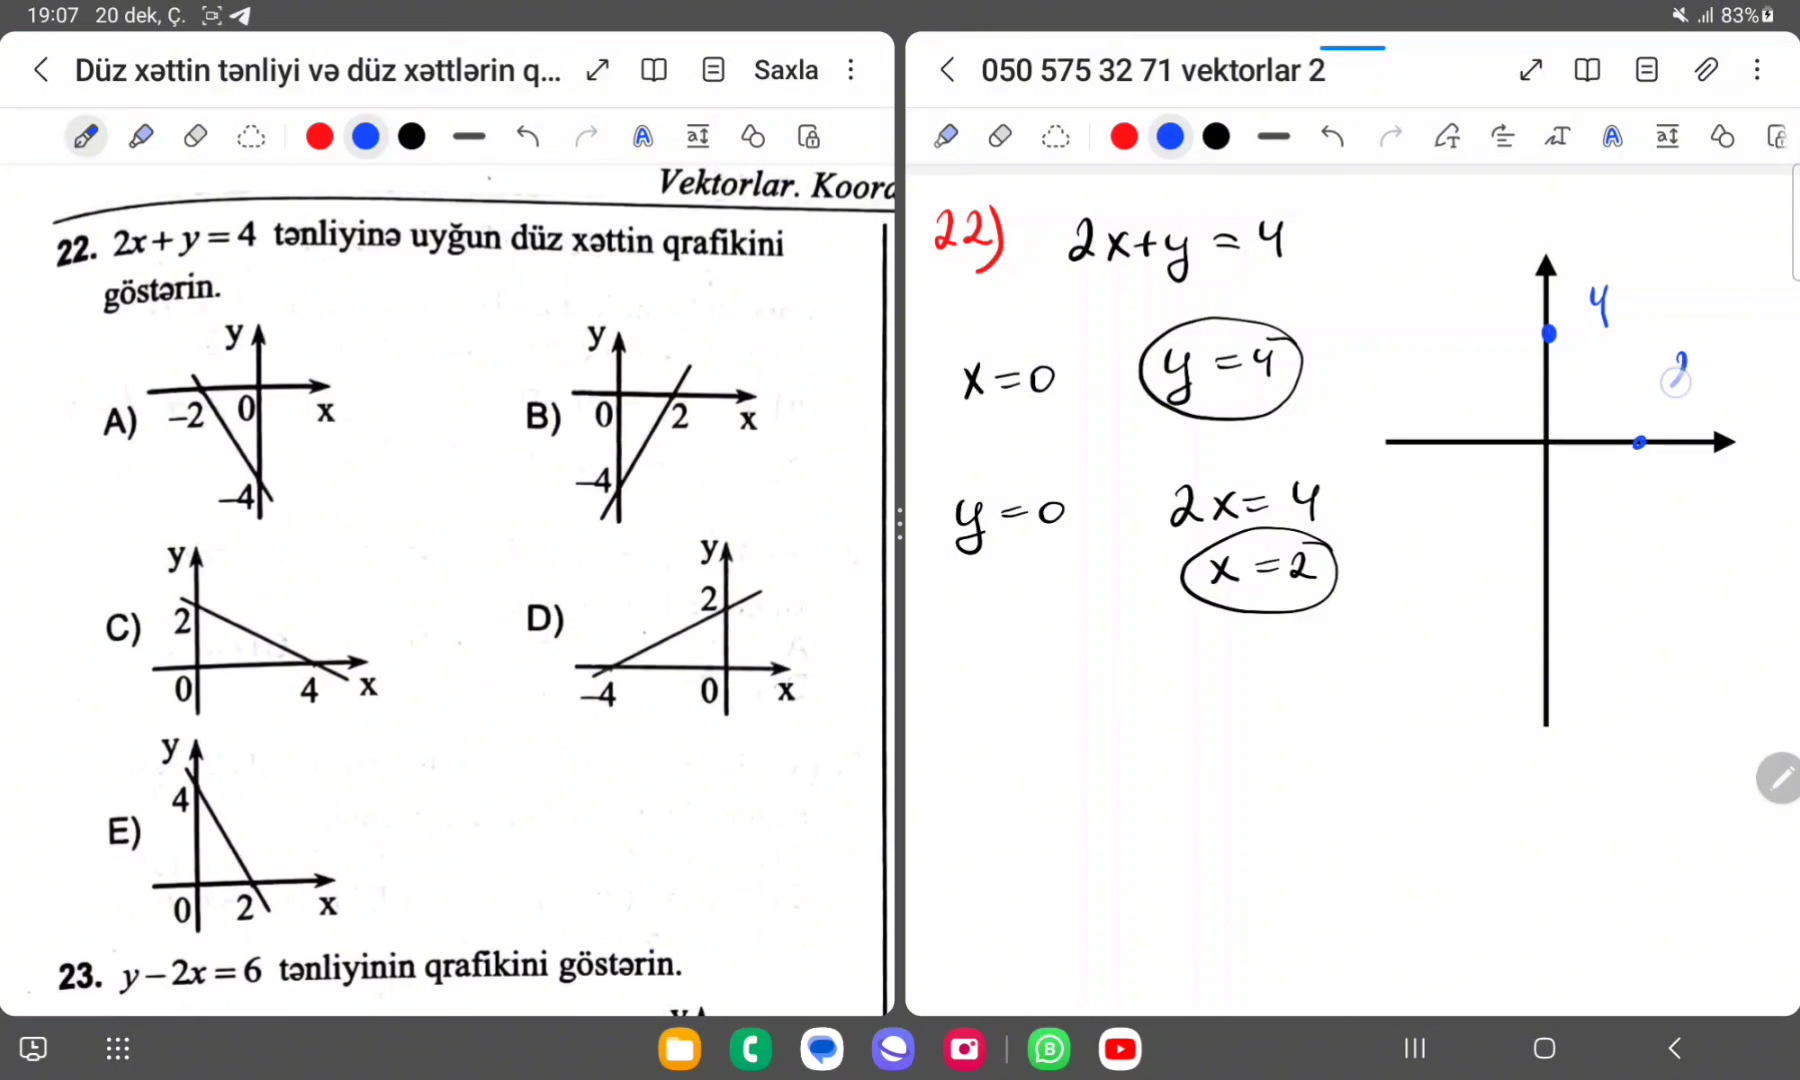 19:07 20 dek, Ç.
83%
Düz xəttin tənliyi və düz xəttlərin q...
Saxla
Vektorlar. Koord
22. 2x + y = 4 tənliyinə uyğun düz xəttin qrafikini
göstərin.
A) y -2 0 x -4
B) y 0 2 x -4
C) y 2 0 4 x
D) y 2 -4 0 x
E) y 4 0 2 x
23. y – 2x = 6 tənliyinin qrafikini göstərin.
050 575 32 71 vektorlar 2
22) 2x+y = 4
x=0 y=4
y=0 2x=4
x=2
4